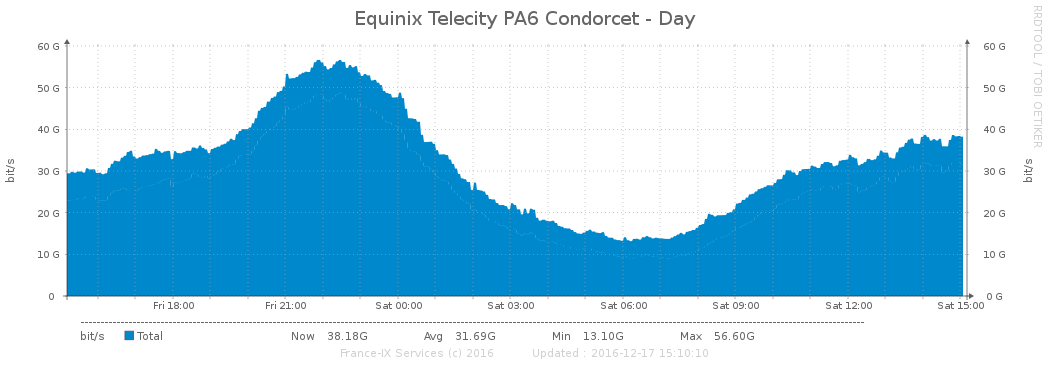 Equinix Telecity PA6 Condorcet - Day
RRDTOOL / TOBI OETIKER
60 G 60 G
50 G 50 G
40 G 40 G
30 G 30 G
20 G 20 G
10 G 10 G
0 0 G
bit/s bit/s
Fri 18:00 Fri 21:00 Sat 00:00 Sat 03:00 Sat 06:00 Sat 09:00 Sat 12:00 Sat 15:00
bit/s Total Now 38.18G Avg 31.69G Min 13.10G Max 56.60G
France-IX Services (c) 2016 Updated : 2016-12-17 15:10:10